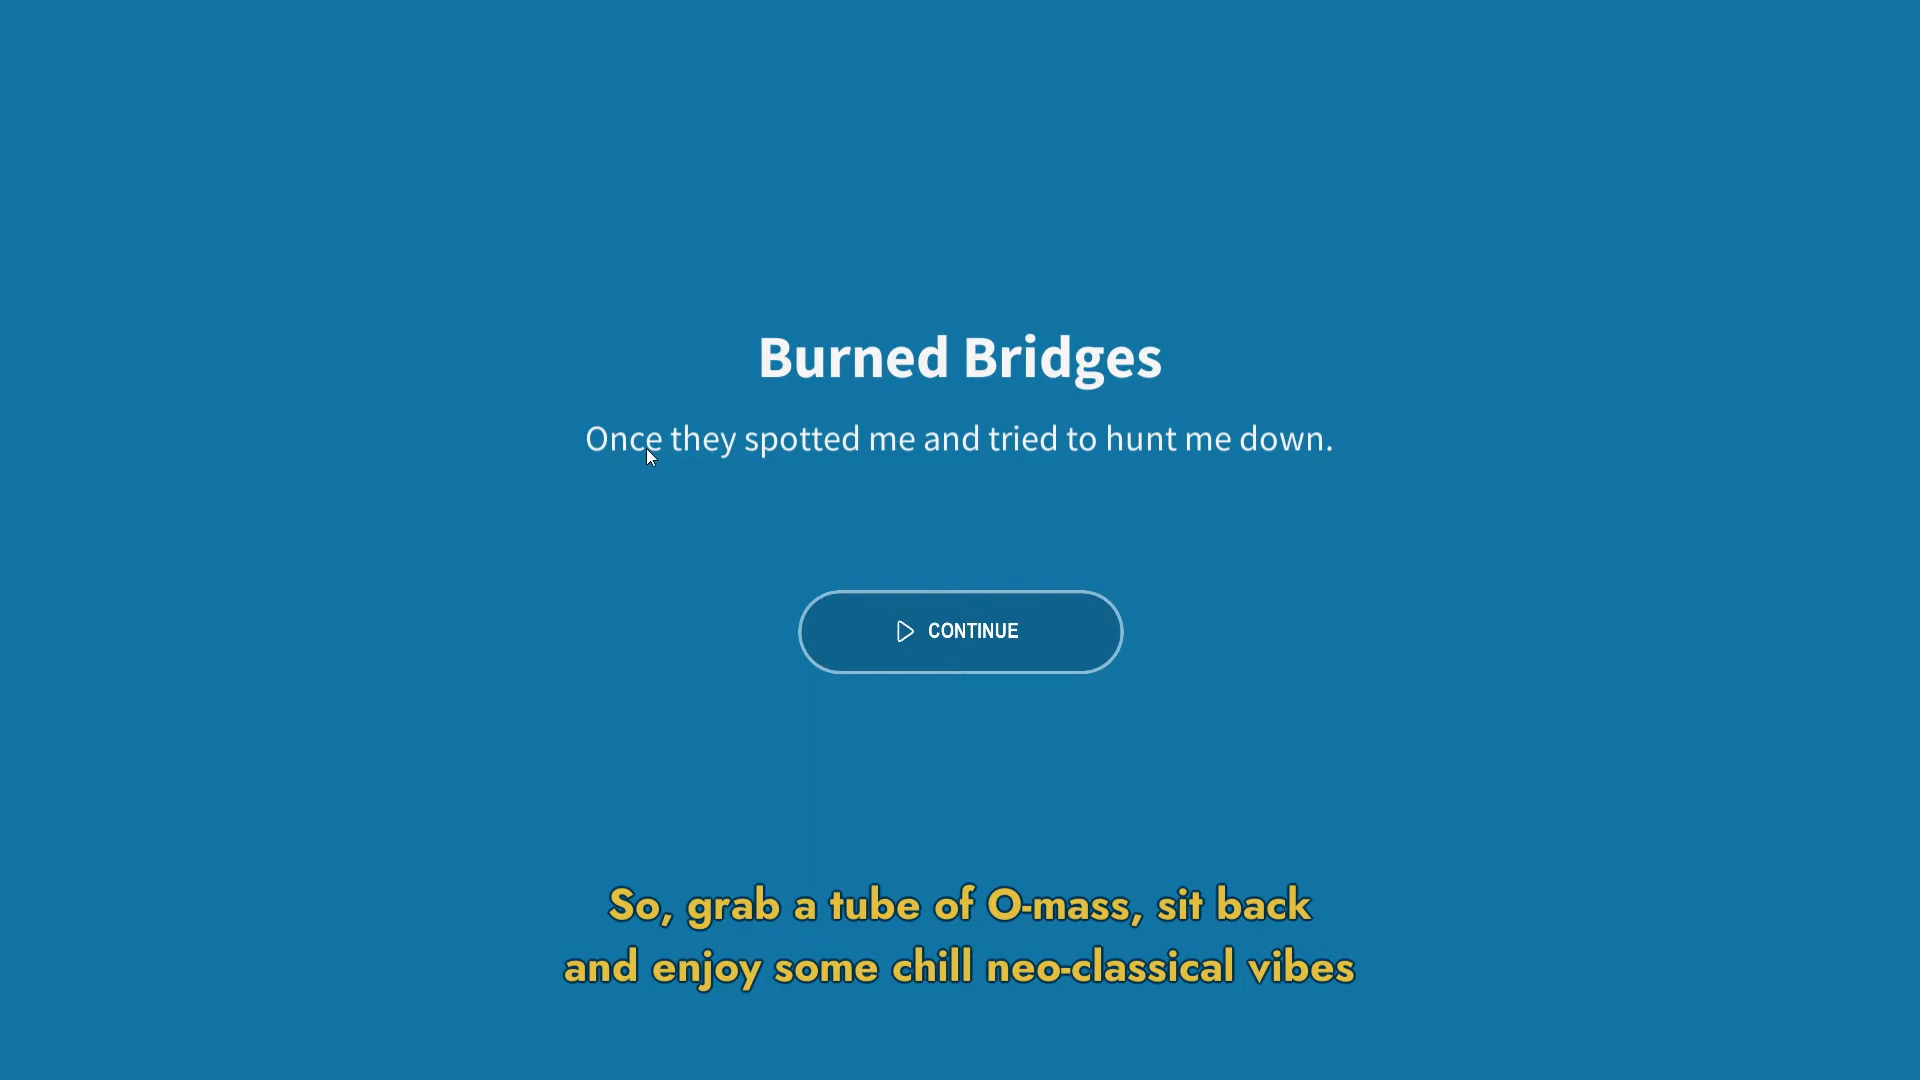 Burned Bridges
Once they spotted me and tried to hunt me down.
CONTINUE
So, grab a tube of O-mass, sit back
and enjoy some chill neo-classical vibes